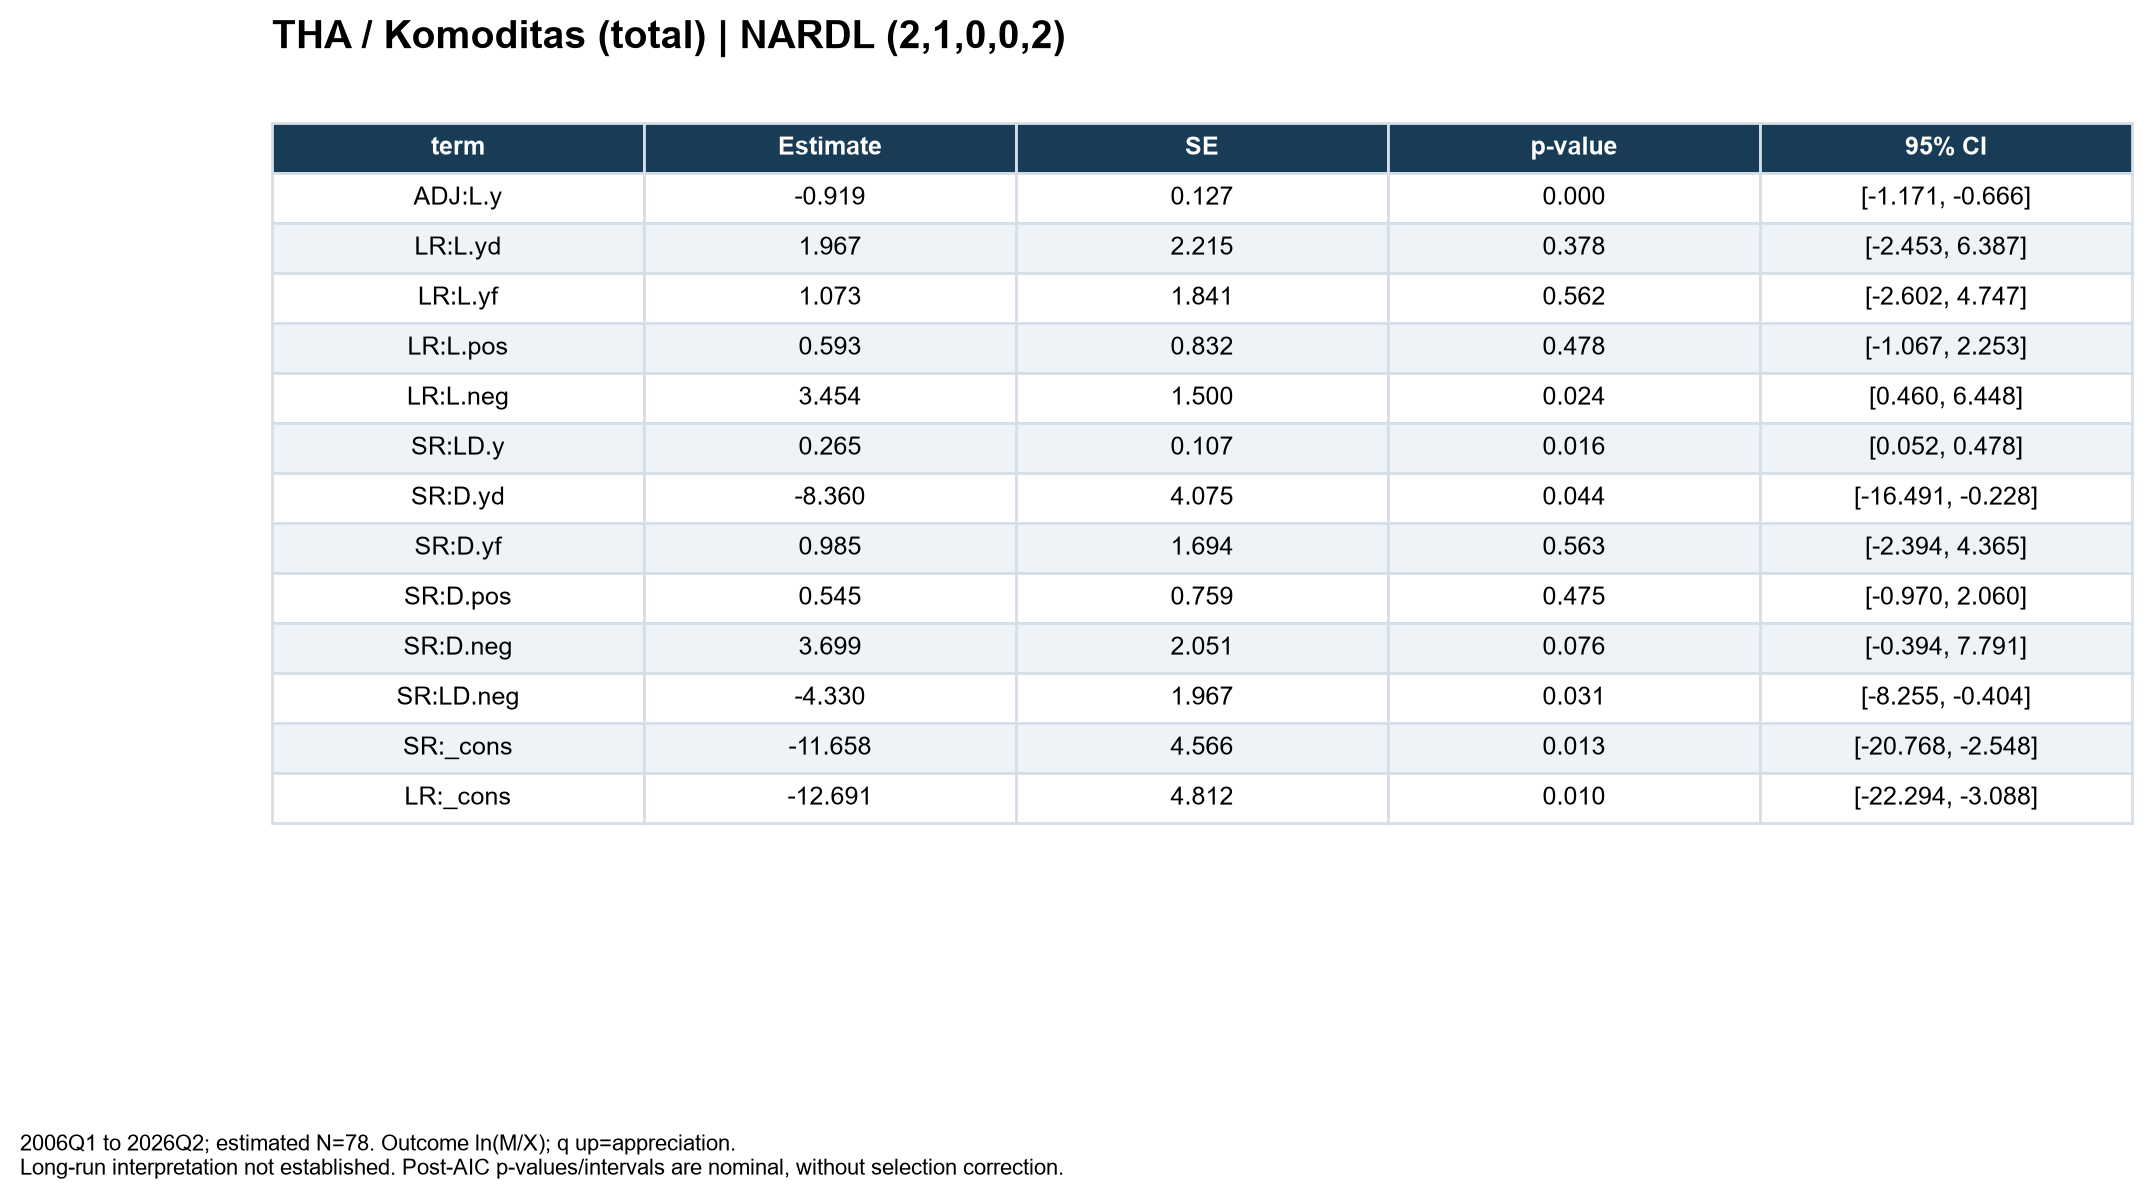 THA / Komoditas (total) | NARDL (2,1,0,0,2)
term Estimate SE p-value 95% CI
ADJ:L.y -0.919 0.127 0.000 [-1.171, -0.666]
LR:L.yd 1.967 2.215 0.378 [-2.453, 6.387]
LR:L.yf 1.073 1.841 0.562 [-2.602, 4.747]
LR:L.pos 0.593 0.832 0.478 [-1.067, 2.253]
LR:L.neg 3.454 1.500 0.024 [0.460, 6.448]
SR:LD.y 0.265 0.107 0.016 [0.052, 0.478]
SR:D.yd -8.360 4.075 0.044 [-16.491, -0.228]
SR:D.yf 0.985 1.694 0.563 [-2.394, 4.365]
SR:D.pos 0.545 0.759 0.475 [-0.970, 2.060]
SR:D.neg 3.699 2.051 0.076 [-0.394, 7.791]
SR:LD.neg -4.330 1.967 0.031 [-8.255, -0.404]
SR:_cons -11.658 4.566 0.013 [-20.768, -2.548]
LR:_cons -12.691 4.812 0.010 [-22.294, -3.088]
2006Q1 to 2026Q2; estimated N=78. Outcome ln(M/X); q up=appreciation.
Long-run interpretation not established. Post-AIC p-values/intervals are nominal, without selection correction.